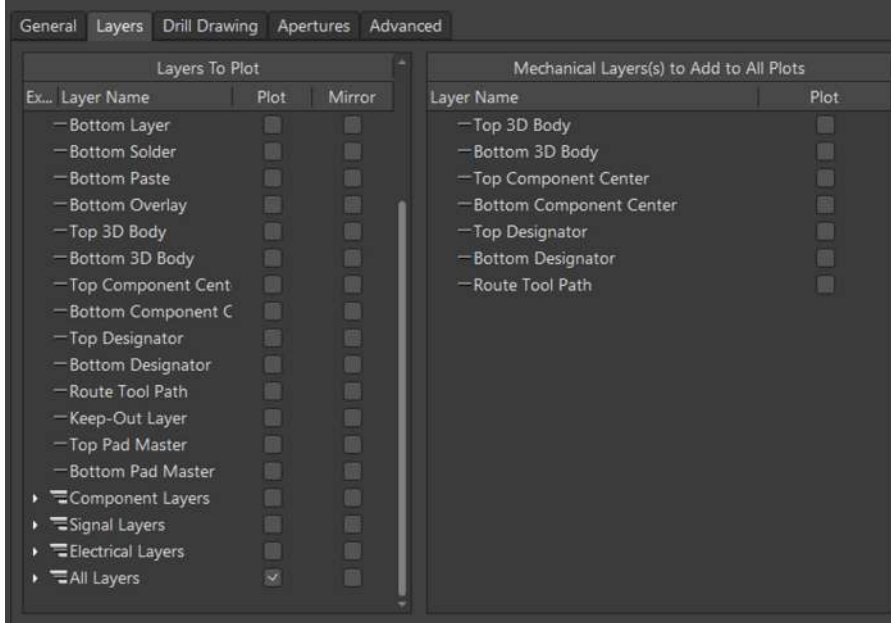 General Layers Drill Drawing Apertures Advanced
Layers To Plot
Ex... Layer Name Plot Mirror
Bottom Layer
Bottom Solder
Bottom Paste
Bottom Overlay
Top 3D Body
Bottom 3D Body
Top Component Cent
Bottom Component C
Top Designator
Bottom Designator
Route Tool Path
Keep-Out Layer
Top Pad Master
Bottom Pad Master
Component Layers
Signal Layers
Electrical Layers
All Layers
Mechanical Layers(s) to Add to All Plots
Layer Name Plot
Top 3D Body
Bottom 3D Body
Top Component Center
Bottom Component Center
Top Designator
Bottom Designator
Route Tool Path